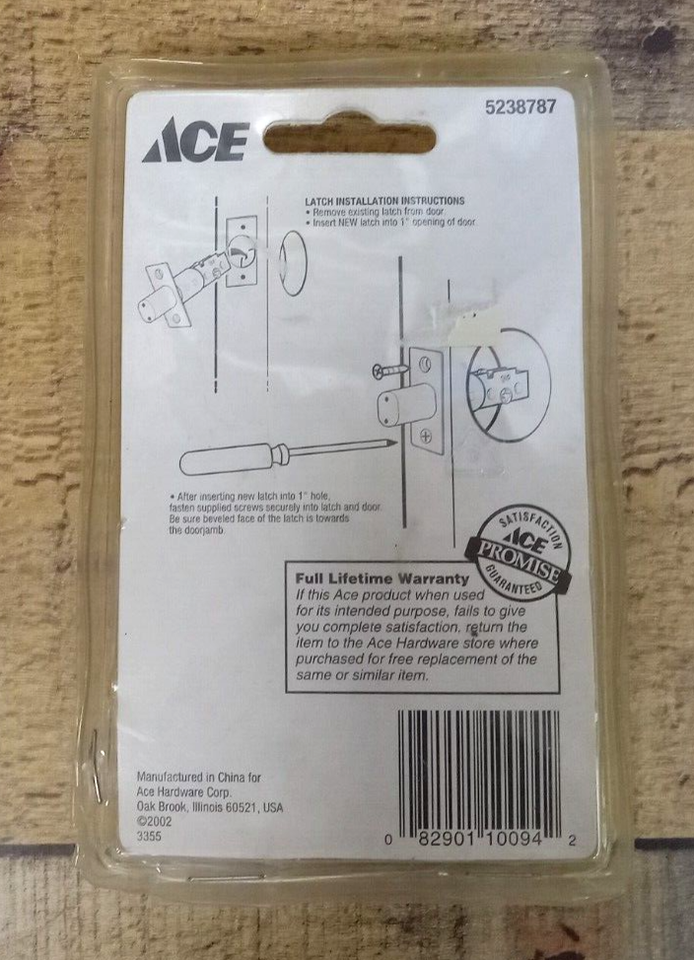 ACE
5238787
LATCH INSTALLATION INSTRUCTIONS
• Remove existing latch from door.
• Insert NEW latch into 1" opening of door.
• After inserting new latch into 1" hole,
fasten supplied screws securely into latch and door.
Be sure beveled face of the latch is towards
the doorjamb.
SATISFACTION
ACE
PROMISE
GUARANTEED
Full Lifetime Warranty
If this Ace product when used
for its intended purpose, fails to give
you complete satisfaction, return the
item to the Ace Hardware store where
purchased for free replacement of the
same or similar item.
Manufactured in China for
Ace Hardware Corp.
Oak Brook, Illinois 60521, USA
©2002
3355
0 82901 10094 2